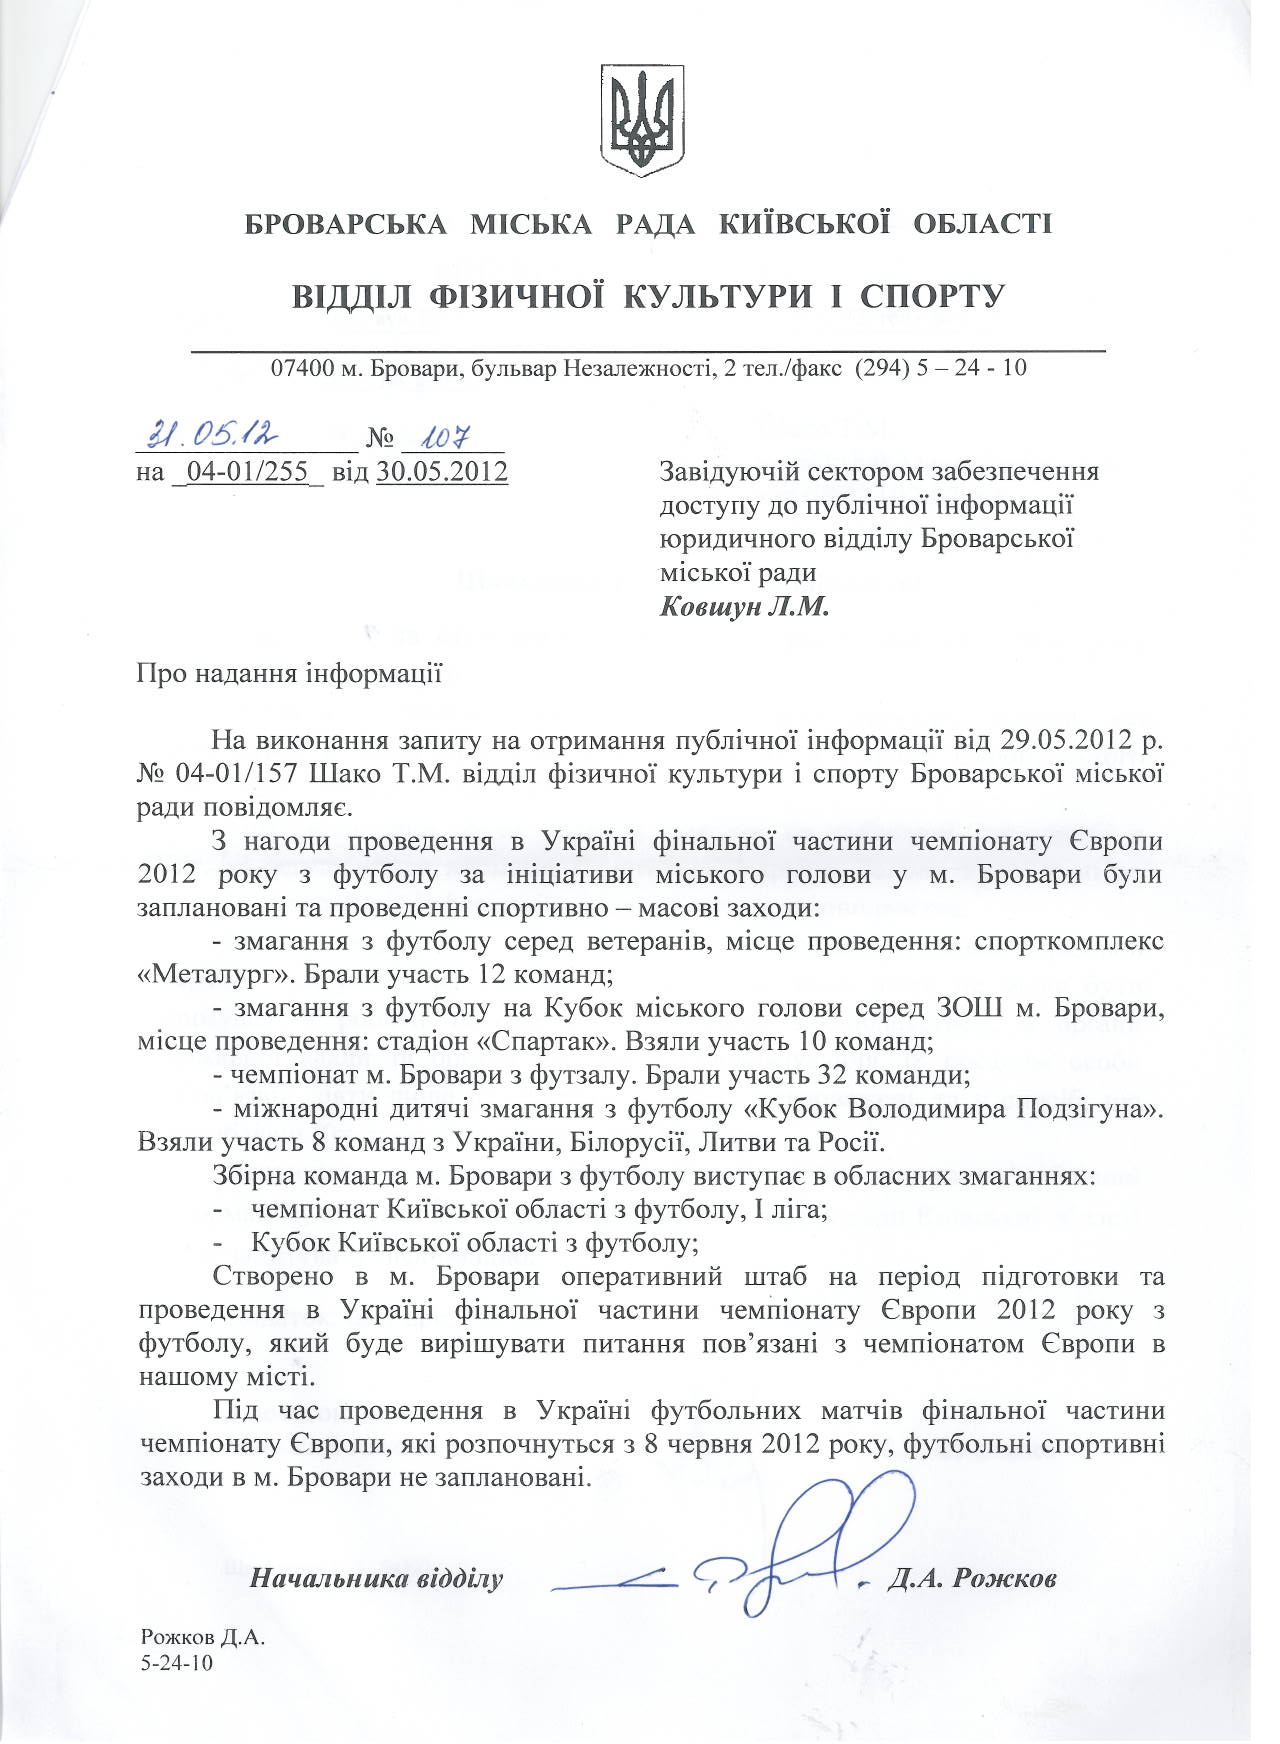 БРОВАРСЬКА МІСЬКА РАДА КИЇВСЬКОЇ ОБЛАСТІ
ВІДДІЛ ФІЗИЧНОЇ КУЛЬТУРИ І СПОРТУ
07400 м. Бровари, бульвар Незалежності, 2 тел./факс (294) 5 – 24 - 10
31.05.12 № 107
на _04-01/255_ від 30.05.2012
Завідуючій сектором забезпечення
доступу до публічної інформації
юридичного відділу Броварської
міської ради
Ковшун Л.М.
Про надання інформації
На виконання запиту на отримання публічної інформації від 29.05.2012 р.
№ 04-01/157 Шако Т.М. відділ фізичної культури і спорту Броварської міської
ради повідомляє.
З нагоди проведення в Україні фінальної частини чемпіонату Європи
2012 року з футболу за ініціативи міського голови у м. Бровари були
заплановані та проведенні спортивно – масові заходи:
- змагання з футболу серед ветеранів, місце проведення: спорткомплекс
«Металург». Брали участь 12 команд;
- змагання з футболу на Кубок міського голови серед ЗОШ м. Бровари,
місце проведення: стадіон «Спартак». Взяли участь 10 команд;
- чемпіонат м. Бровари з футзалу. Брали участь 32 команди;
- міжнародні дитячі змагання з футболу «Кубок Володимира Подзігуна».
Взяли участь 8 команд з України, Білорусії, Литви та Росії.
Збірна команда м. Бровари з футболу виступає в обласних змаганнях:
- чемпіонат Київської області з футболу, І ліга;
- Кубок Київської області з футболу;
Створено в м. Бровари оперативний штаб на період підготовки та
проведення в Україні фінальної частини чемпіонату Європи 2012 року з
футболу, який буде вирішувати питання пов’язані з чемпіонатом Європи в
нашому місті.
Під час проведення в Україні футбольних матчів фінальної частини
чемпіонату Європи, які розпочнуться з 8 червня 2012 року, футбольні спортивні
заходи в м. Бровари не заплановані.
Начальника відділу Д.А. Рожков
Рожков Д.А.
5-24-10